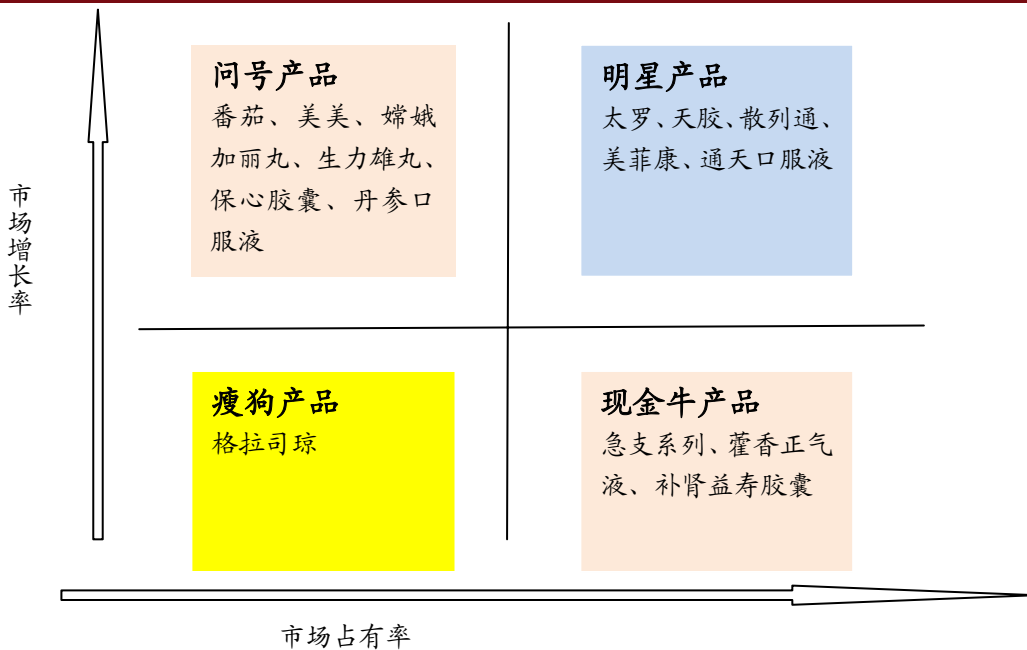 问号产品
番茄、美美、嫦娥
加丽丸、生力雄丸、
保心胶囊、丹参口
服液
明星产品
太罗、天胶、散列通、
美菲康、通天口服液
市场增长率
瘦狗产品
格拉司琼
现金牛产品
急支系列、藿香正气
液、补肾益寿胶囊
市场占有率